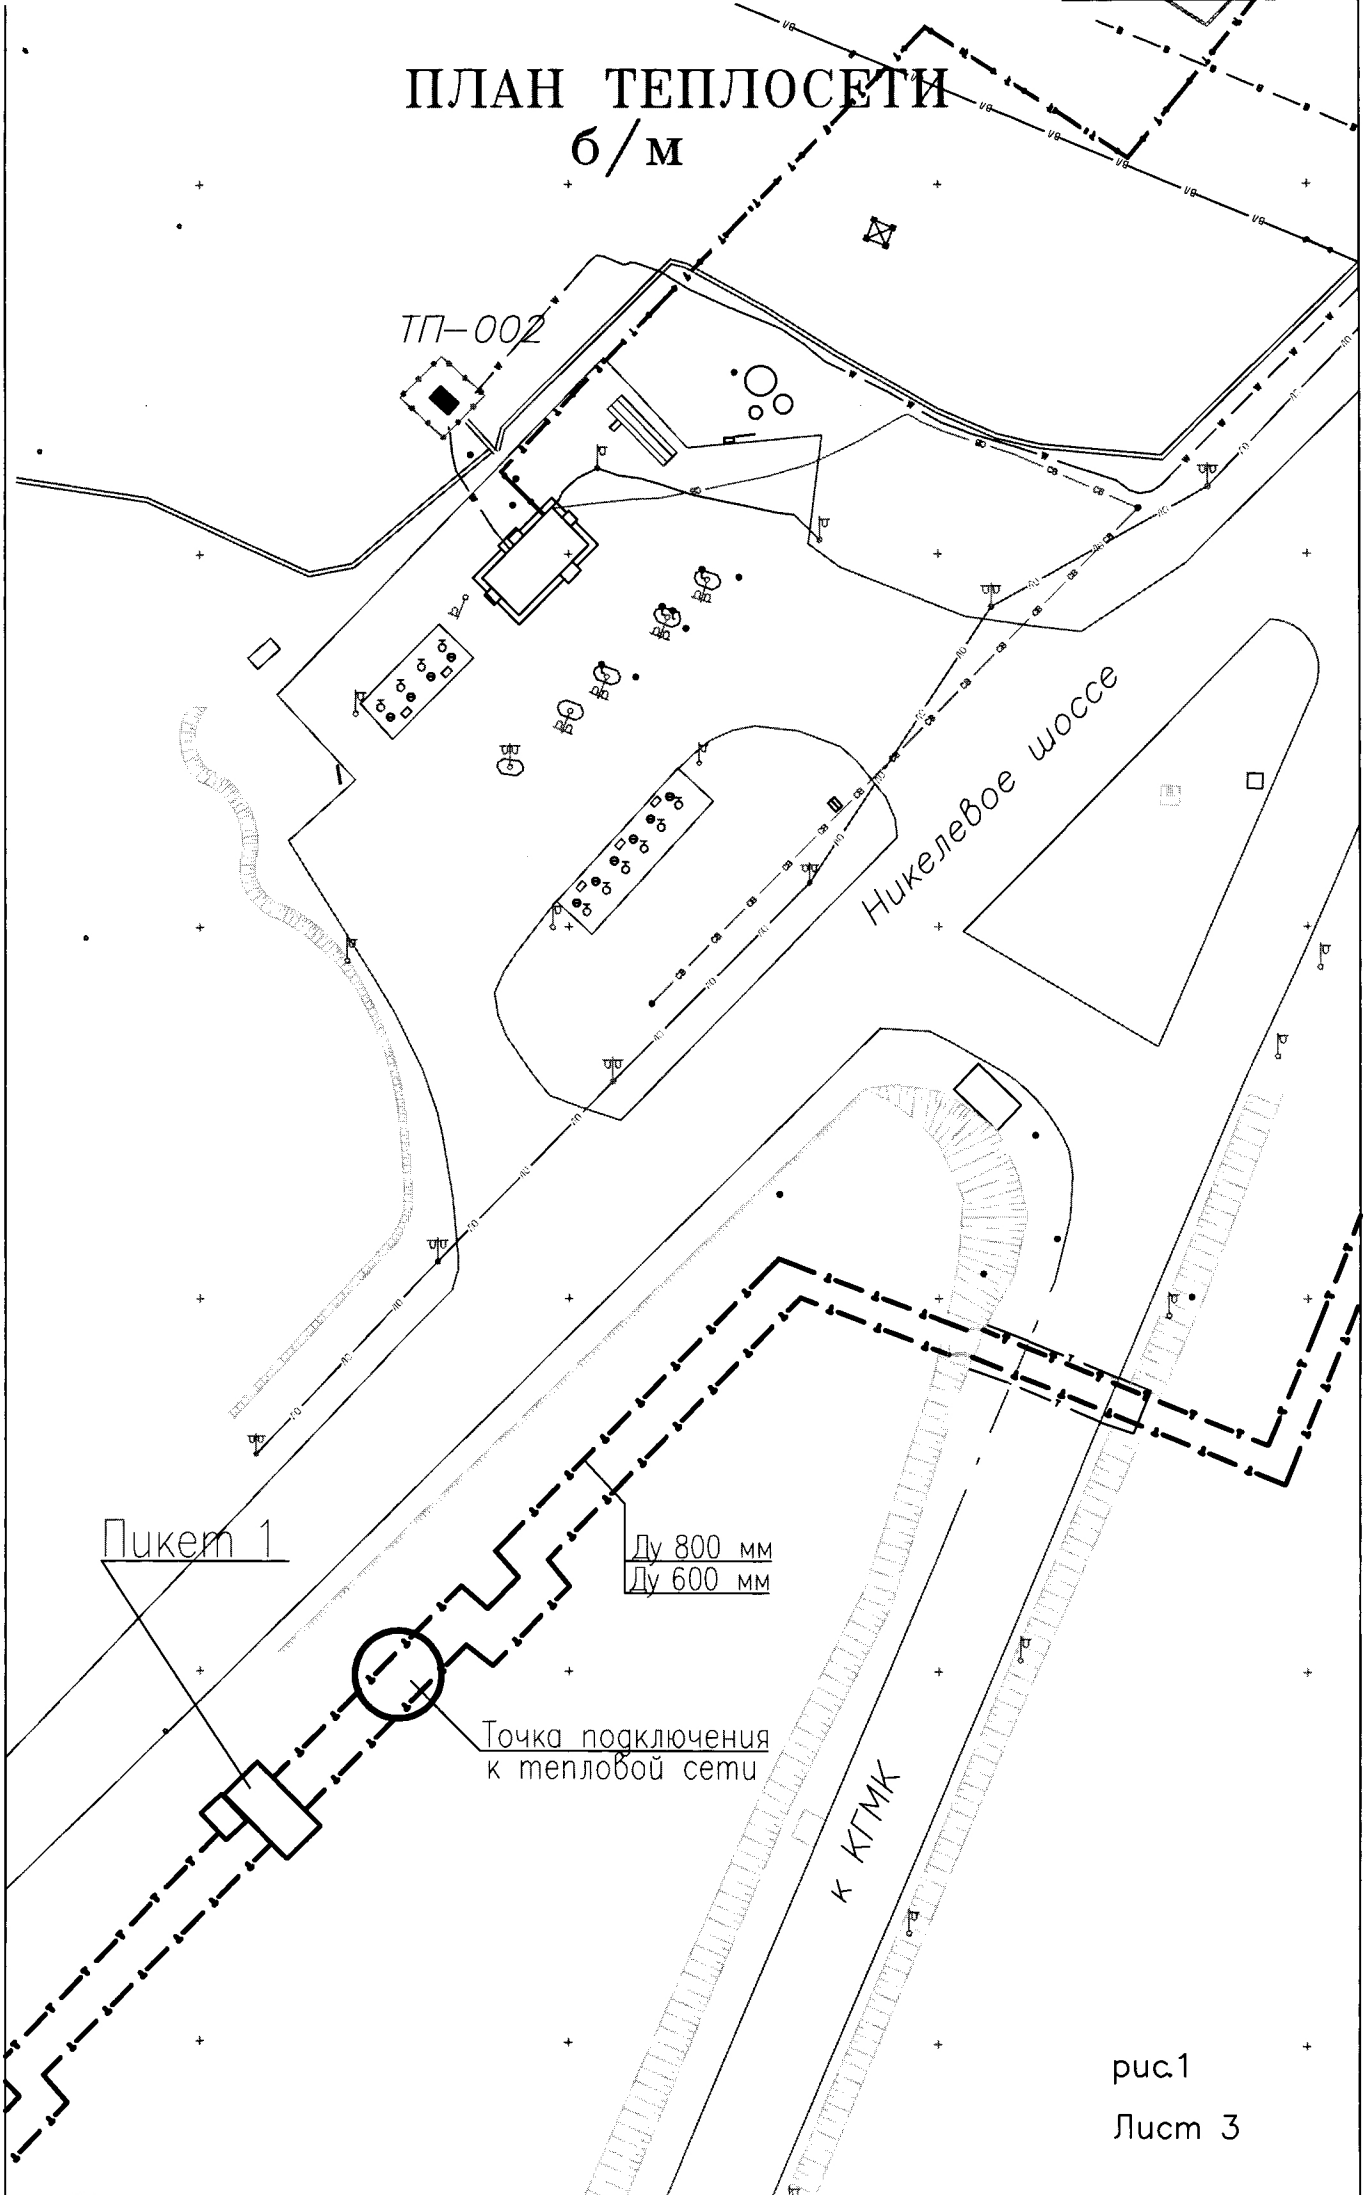 ПЛАН ТЕПЛОСЕТИ
б/м
ТП-002
Никелевое шоссе
Пикет 1
Ду 800 мм
Ду 600 мм
Точка подключения
к тепловой сети
к КГМК
рис.1
Лист 3